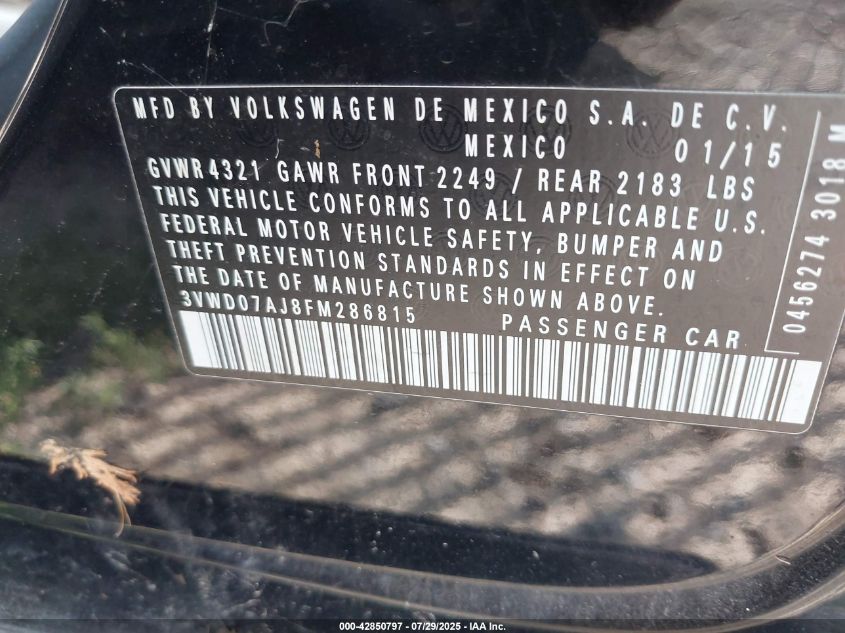 MFD BY VOLKSWAGEN DE MEXICO S.A. DE C.V.
MEXICO 01/15
GVWR 4321 GAWR FRONT 2249 / REAR 2183 LBS
THIS VEHICLE CONFORMS TO ALL APPLICABLE U.S.
FEDERAL MOTOR VEHICLE SAFETY, BUMPER AND
THEFT PREVENTION STANDARDS IN EFFECT ON
THE DATE OF MANUFACTURE SHOWN ABOVE.
3VWD07AJ8FM286815 PASSENGER CAR
0456274 3018 M
000-42850797 - 07/29/2025 - IAA Inc.